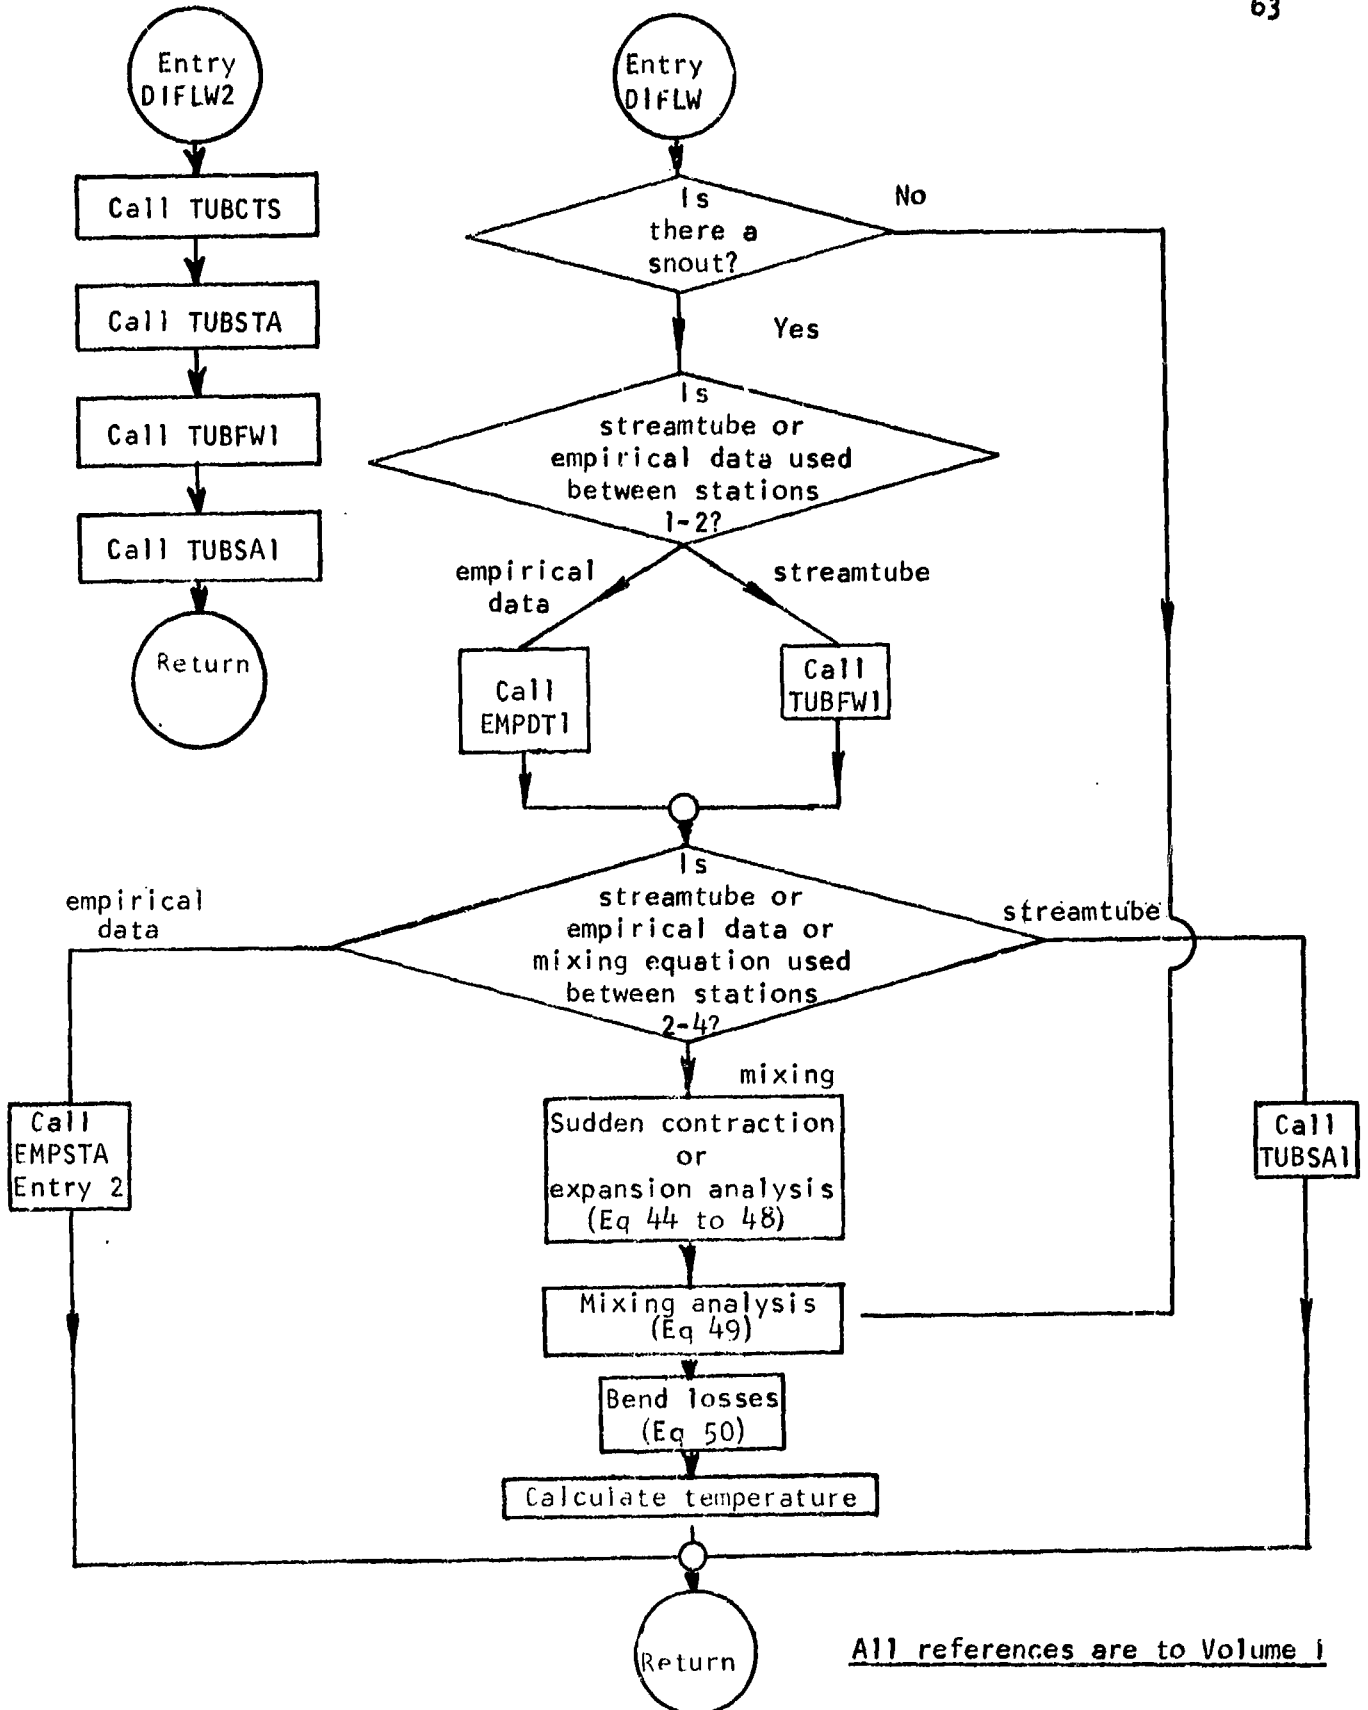 63
Entry
DIFLW2
Call TUBCTS
Call TUBSTA
Call TUBFW1
Call TUBSA1
Return
Entry
DIFLW
Is
there a
snout?
No
Yes
Is
streamtube or
empirical data used
between stations
1-2?
empirical
data
streamtube
Call
EMPDT1
Call
TUBFW1
Is
streamtube or
empirical data or
mixing equation used
between stations
2-4?
empirical
data
streamtube
mixing
Call
EMPSTA
Entry 2
Sudden contraction
or
expansion analysis
(Eq 44 to 48)
Call
TUBSA1
Mixing analysis
(Eq 49)
Bend losses
(Eq 50)
Calculate temperature
Return
All references are to Volume I